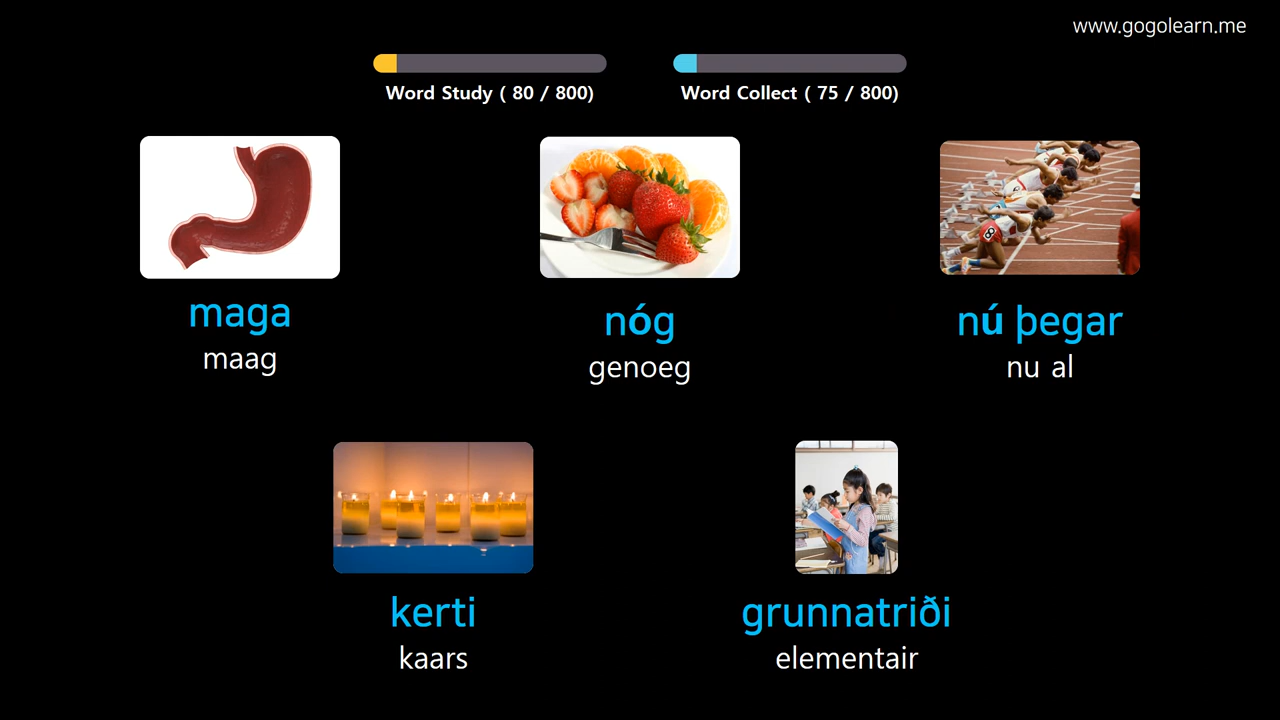 www.gogolearn.me
Word Study ( 80 / 800)
Word Collect ( 75 / 800)
maga
maag
nóg
genoeg
nú þegar
nu al
kerti
kaars
grunnatriði
elementair